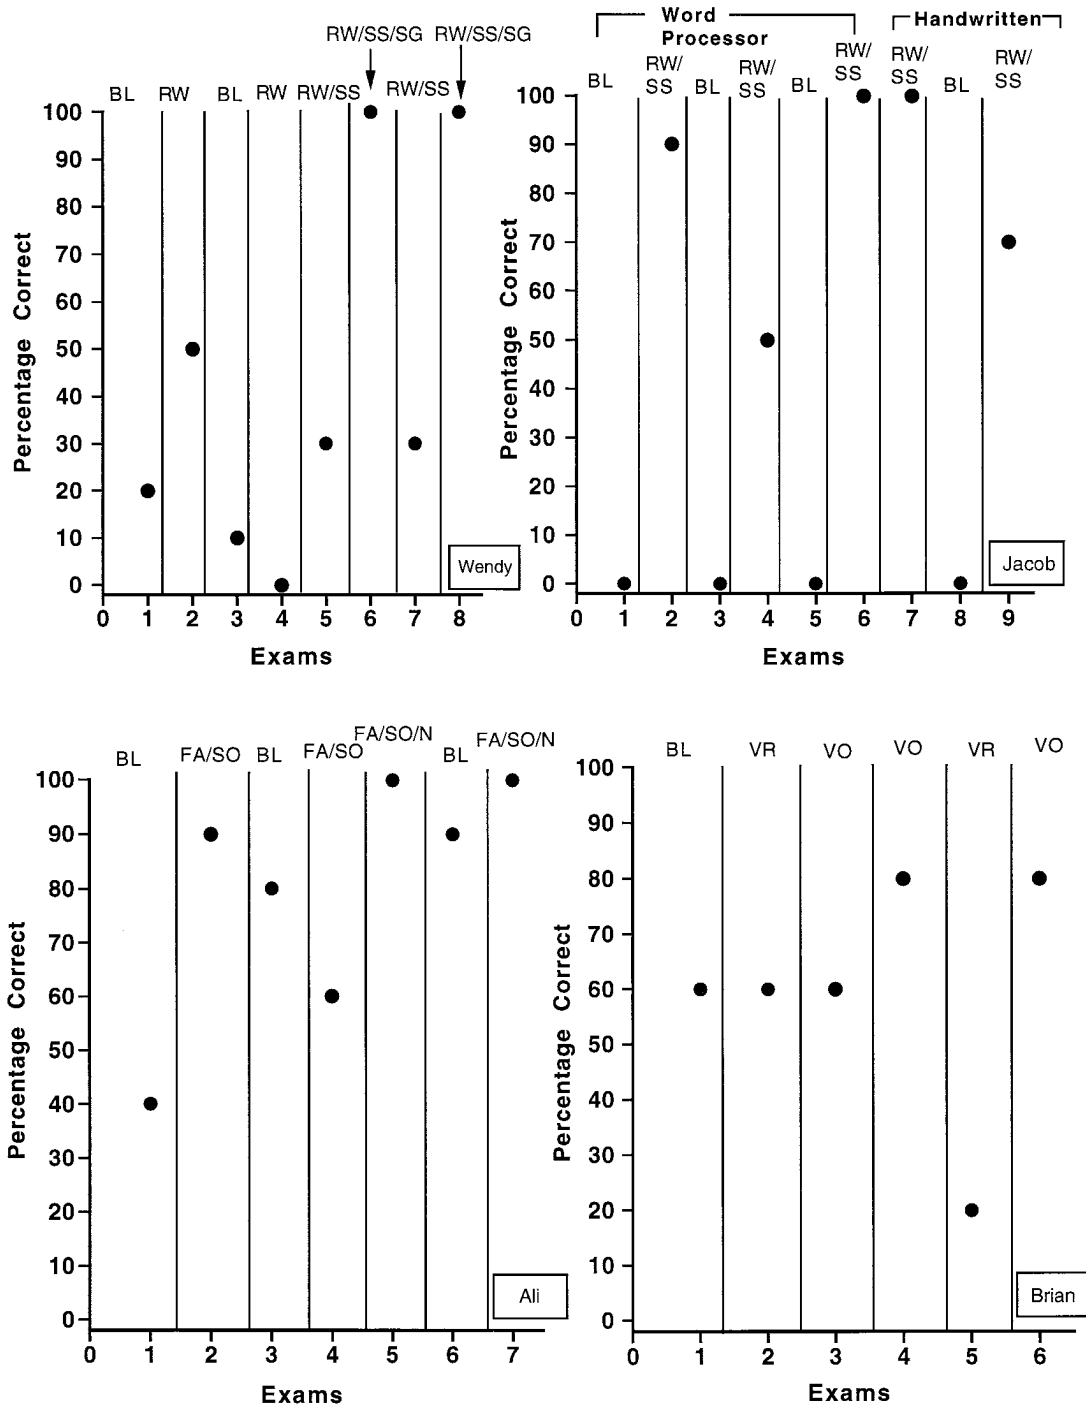 RW/SS/SG RW/SS/SG
BL RW BL RW RW/SS RW/SS
100
90
80
70
60
50
40
30
20
10
0
Percentage Correct
0 1 2 3 4 5 6 7 8
Exams
Wendy
Word Processor
Handwritten
BL RW/SS BL RW/SS BL RW/SS RW/SS BL RW/SS
100
90
80
70
60
50
40
30
20
10
0
Percentage Correct
0 1 2 3 4 5 6 7 8 9
Exams
Jacob
BL FA/SO BL FA/SO FA/SO/N BL FA/SO/N
100
90
80
70
60
50
40
30
20
10
0
Percentage Correct
0 1 2 3 4 5 6 7
Exams
Ali
BL VR VO VO VR VO
100
90
80
70
60
50
40
30
20
10
0
Percentage Correct
0 1 2 3 4 5 6
Exams
Brian